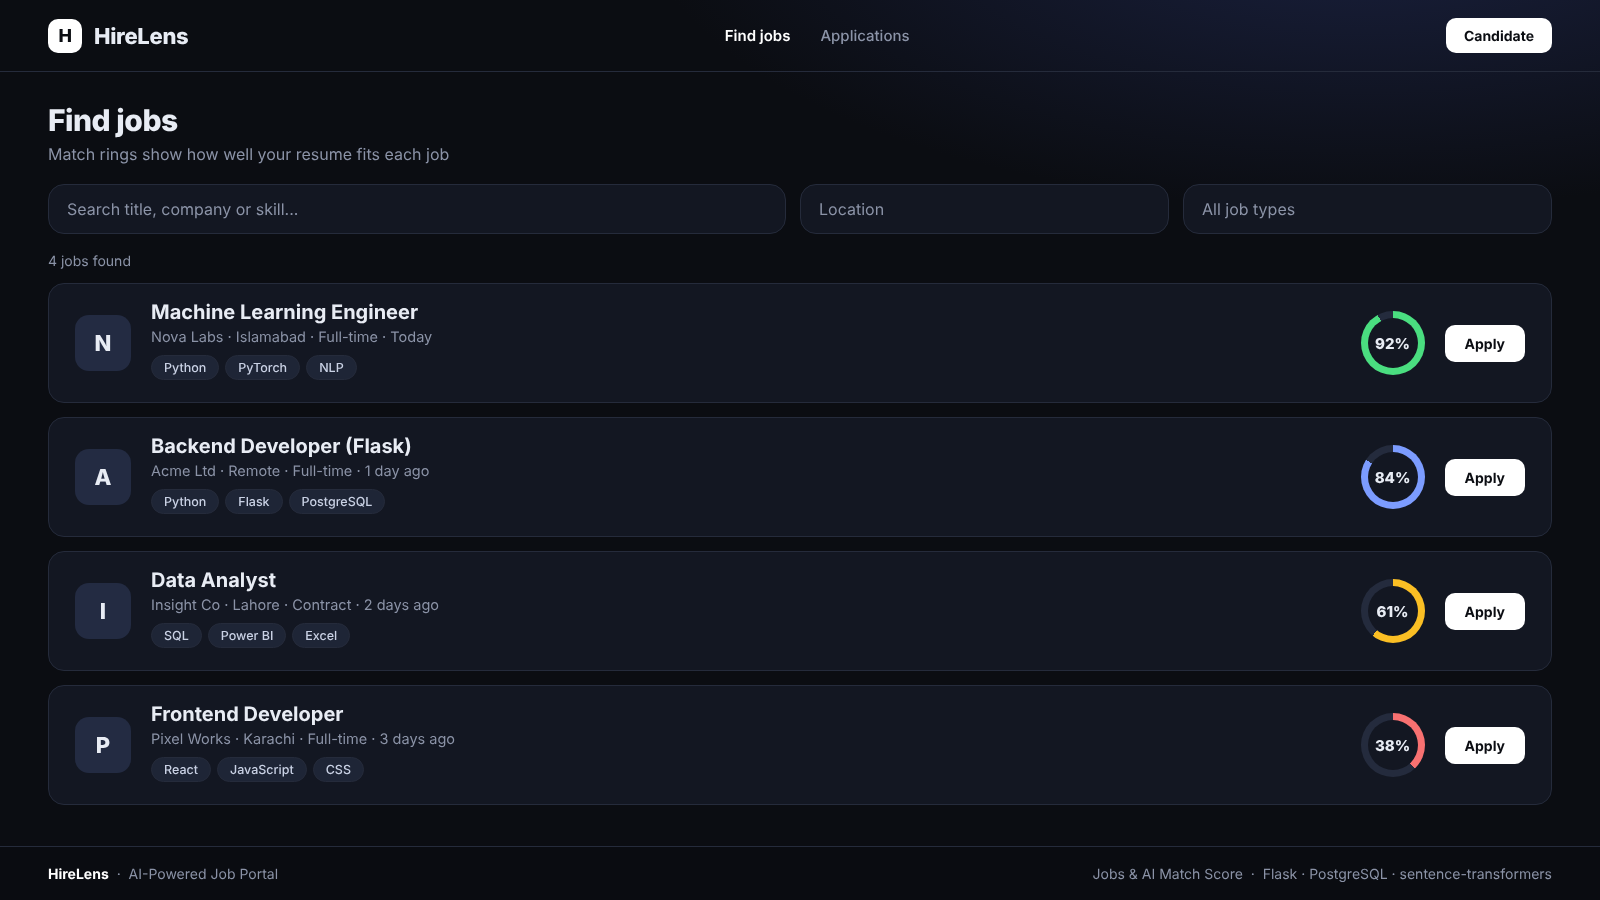 H HireLens
Find jobs Applications
Candidate
Find jobs
Match rings show how well your resume fits each job
Search title, company or skill...
Location
All job types
4 jobs found
N
Machine Learning Engineer
Nova Labs · Islamabad · Full-time · Today
Python PyTorch NLP
92%
Apply
A
Backend Developer (Flask)
Acme Ltd · Remote · Full-time · 1 day ago
Python Flask PostgreSQL
84%
Apply
I
Data Analyst
Insight Co · Lahore · Contract · 2 days ago
SQL Power BI Excel
61%
Apply
P
Frontend Developer
Pixel Works · Karachi · Full-time · 3 days ago
React JavaScript CSS
38%
Apply
HireLens · AI-Powered Job Portal
Jobs & AI Match Score · Flask · PostgreSQL · sentence-transformers